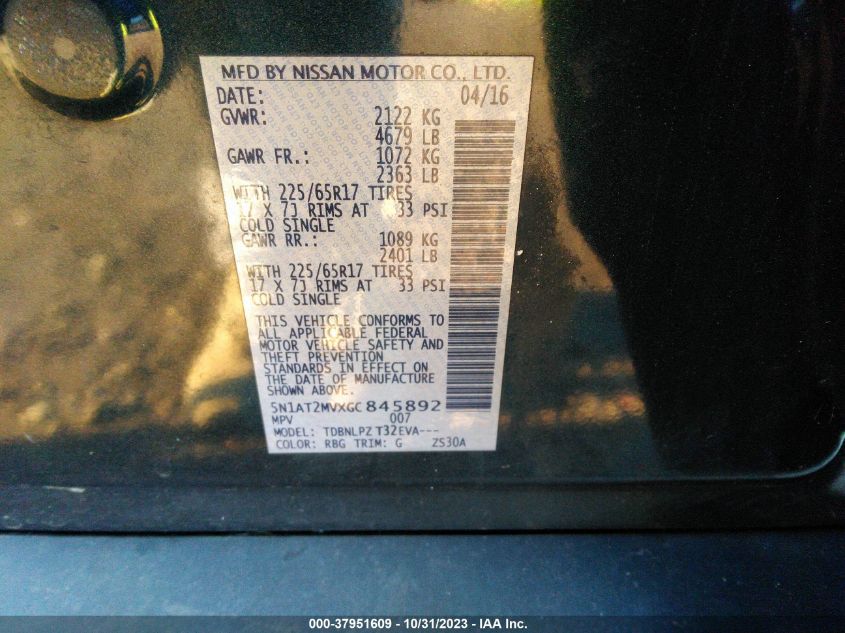 MFD BY NISSAN MOTOR CO., LTD.
DATE: 04/16
GVWR: 2122 KG
4679 LB
GAWR FR.: 1072 KG
2363 LB
WITH 225/65R17 TIRES
17 X 7J RIMS AT 33 PSI
COLD SINGLE
GAWR RR.: 1089 KG
2401 LB
WITH 225/65R17 TIRES
17 X 7J RIMS AT 33 PSI
COLD SINGLE
THIS VEHICLE CONFORMS TO
ALL APPLICABLE FEDERAL
MOTOR VEHICLE SAFETY AND
THEFT PREVENTION
STANDARDS IN EFFECT ON
THE DATE OF MANUFACTURE
SHOWN ABOVE.
5N1AT2MVXGC845892
MPV 007
MODEL: TDBNLPZ T32EVA---
COLOR: RBG TRIM: G ZS30A
000-37951609 - 10/31/2023 - IAA Inc.